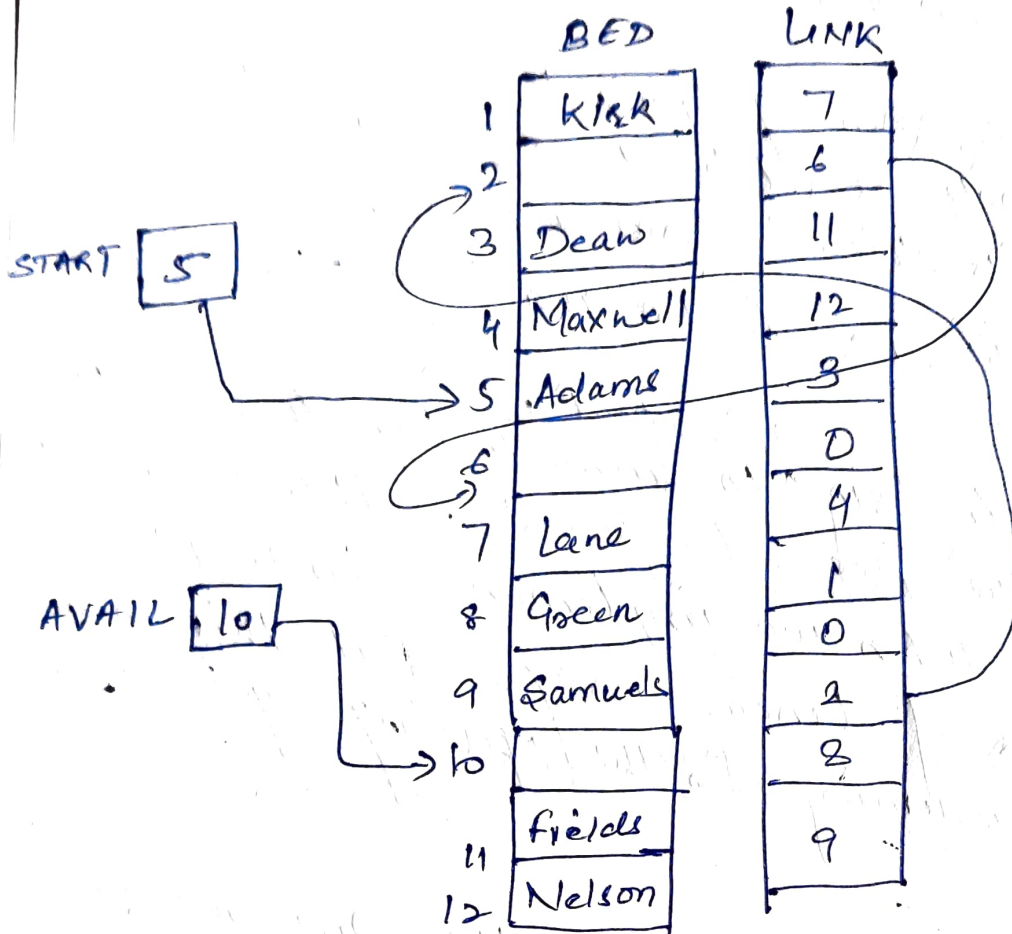 BED LINK
1 Kirk 7
2 6
3 Dean 11
START 5
4 Maxwell 12
5 Adams 3
6 0
7 Lane 4
AVAIL 10
8 Green 1
9 Samuels 0
10 2
11 Fields 8
12 Nelson 9